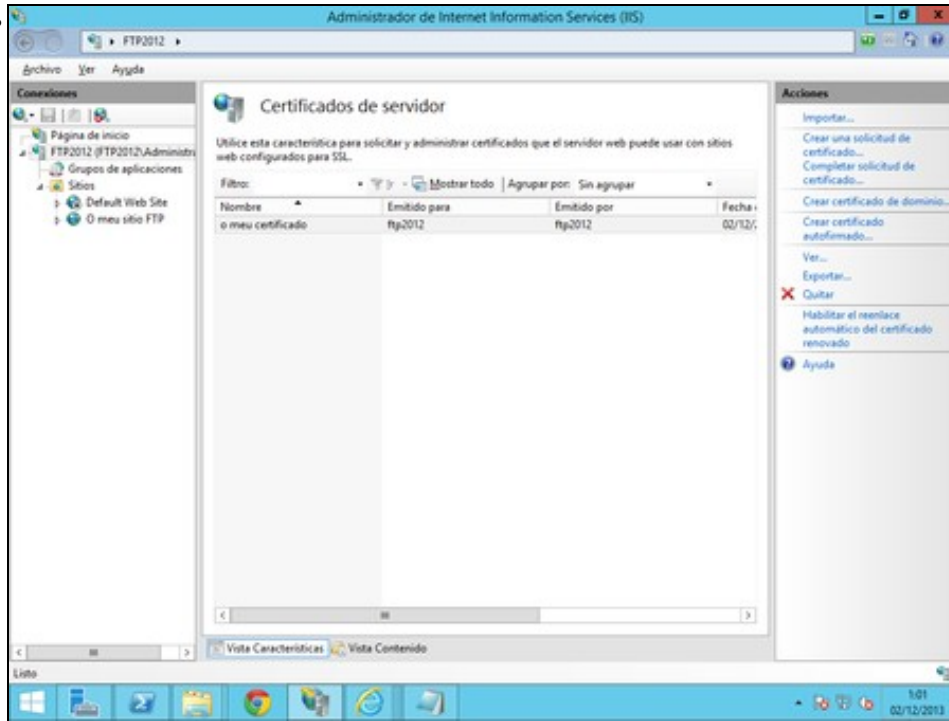 Administrador de Internet Information Services (IIS)
FTP2012
Archivo Ver Ayuda
Conexiones
Página de inicio
FTP2012 (FTP2012\Administra
Grupos de aplicaciones
Sitios
Default Web Site
O meu sitio FTP
Certificados de servidor
Utilice esta característica para solicitar y administrar certificados que el servidor web puede usar con sitios
web configurados para SSL.
Filtro: Mostrar todo Agrupar por: Sin agrupar
Nombre Emitido para Emitido por Fecha
o meu certificado ftp2012 ftp2012 02/12/
Vista Características Vista Contenido
Acciones
Importar...
Crear una solicitud de
certificado...
Completar solicitud de
certificado...
Crear certificado de dominio..
Crear certificado
autofirmado...
Ver...
Exportar...
Quitar
Habilitar el reenlace
automático del certificado
renovado
Ayuda
Listo
1:01
02/12/2013